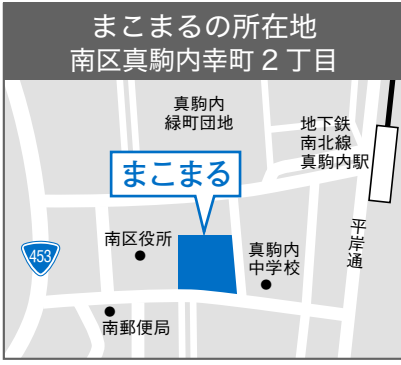 まこまるの所在地
南区真駒内幸町2丁目
真駒内
緑町団地
地下鉄
南北線
真駒内駅
まこまる
平岸通
南区役所
真駒内
中学校
453
南郵便局